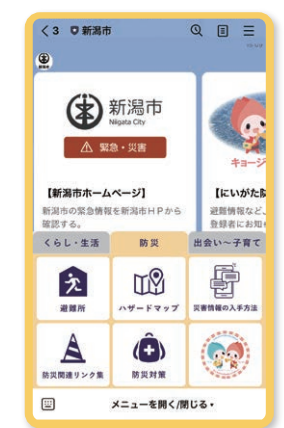 3 新潟市
新潟市
Niigata City
緊急・災害
キョージ
【新潟市ホームページ】
【にいがた防
新潟市の緊急情報を新潟市HPから
確認する。
避難情報など、
登録者にお知
くらし・生活 防災 出会い～子育て
避難所 ハザードマップ 災害情報の入手方法
防災関連リンク集 防災対策
メニューを開く/閉じる